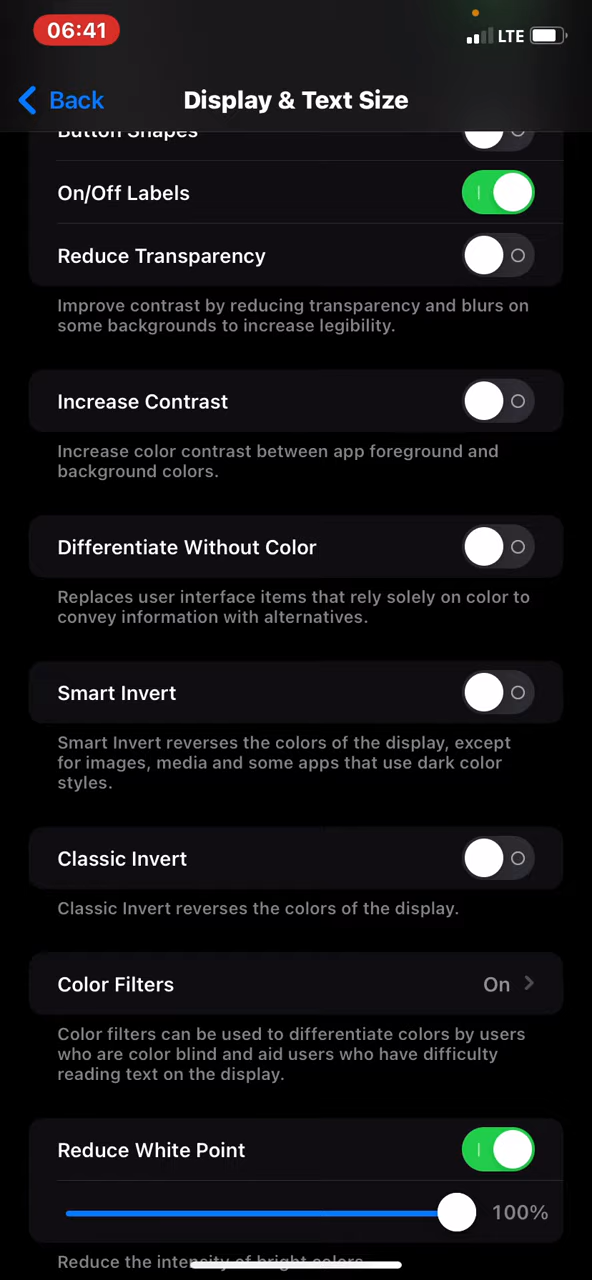 06:41
LTE
Back
Display & Text Size
Button Shapes
On/Off Labels
Reduce Transparency
Improve contrast by reducing transparency and blurs on
some backgrounds to increase legibility.
Increase Contrast
Increase color contrast between app foreground and
background colors.
Differentiate Without Color
Replaces user interface items that rely solely on color to
convey information with alternatives.
Smart Invert
Smart Invert reverses the colors of the display, except
for images, media and some apps that use dark color
styles.
Classic Invert
Classic Invert reverses the colors of the display.
Color Filters
On
Color filters can be used to differentiate colors by users
who are color blind and aid users who have difficulty
reading text on the display.
Reduce White Point
100%
Reduce the intensity of bright colors.